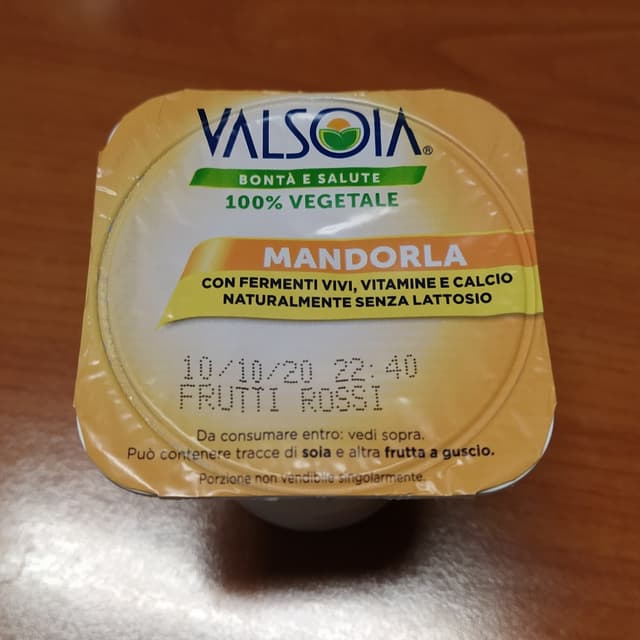 VALSOIA®
BONTÀ E SALUTE
100% VEGETALE
MANDORLA
CON FERMENTI VIVI, VITAMINE E CALCIO
NATURALMENTE SENZA LATTOSIO
10/10/20 22:40
FRUTTI ROSSI
Da consumare entro: vedi sopra.
Può contenere tracce di soia e altra frutta a guscio.
Porzione non vendibile singolarmente.